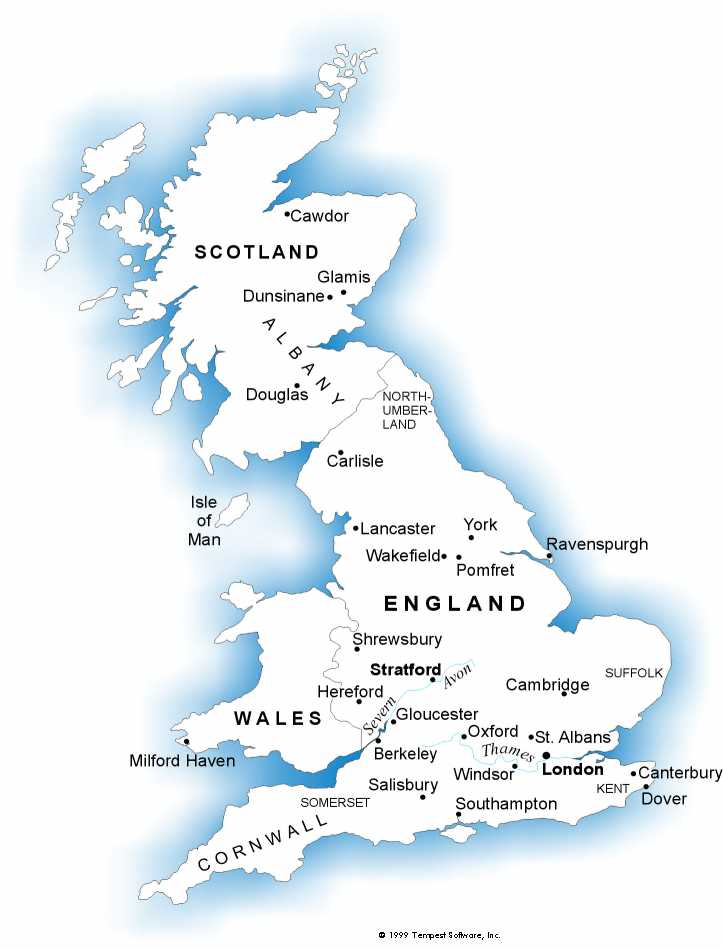 Cawdor
SCOTLAND
Glamis
Dunsinane
ALBANY
Douglas
NORTH-
UMBER-
LAND
Carlisle
Isle
of
Man
Lancaster
York
Wakefield
Pomfret
Ravenspurgh
ENGLAND
Shrewsbury
Stratford
Avon
SUFFOLK
Hereford
Cambridge
Severn
WALES
Gloucester
Oxford
St. Albans
Thames
Milford Haven
Berkeley
Windsor
London
Canterbury
Salisbury
KENT
Dover
SOMERSET
Southampton
CORNWALL
© 1999 Tempest Software, Inc.